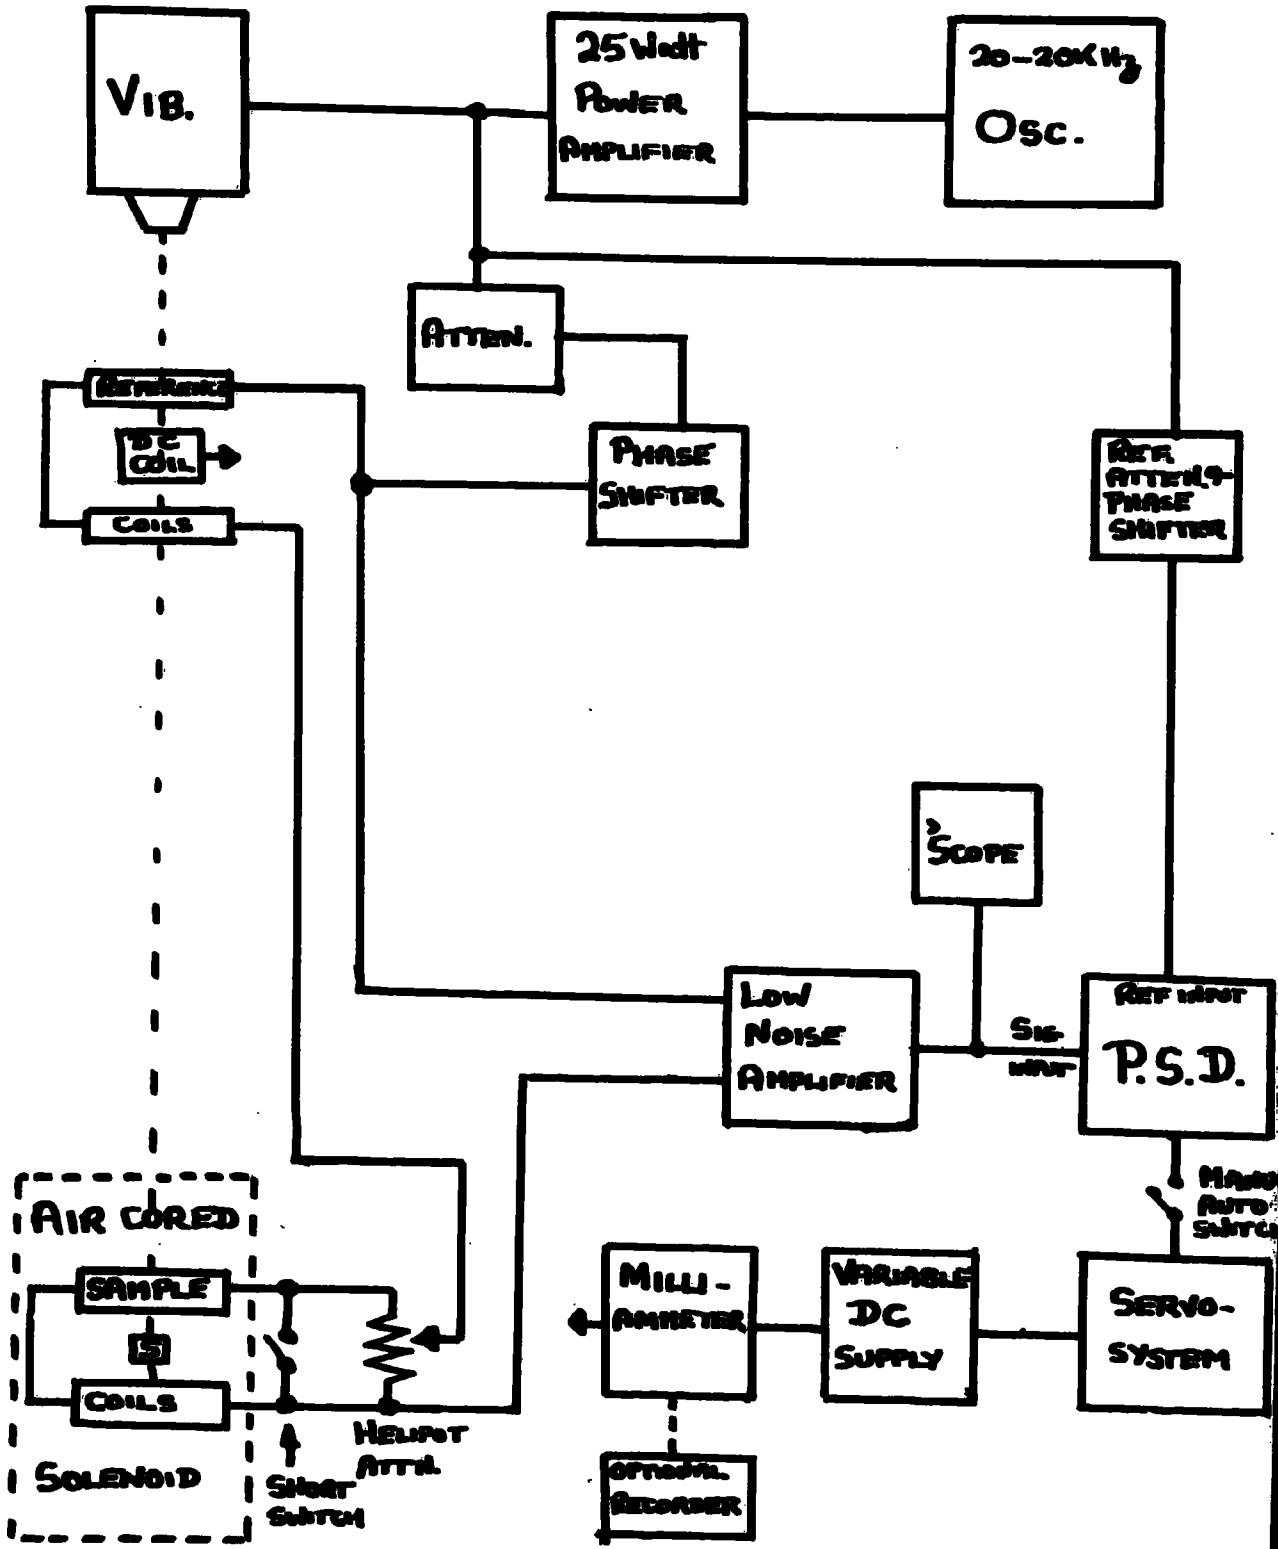 VIB.
25 Watt
POWER
AMPLIFIER
20-20KHz
OSC.
ATTEN.
REFERENCE
DC
COIL
COILS
PHASE
SHIFTER
REF.
ATTEN. &
PHASE
SHIFTER
'SCOPE
LOW
NOISE
AMPLIFIER
SIG
INPUT
REF INPUT
P.S.D.
MANU
AUTO
SWITCH
AIR CORED
SAMPLE
S
COILS
SOLENOID
SHORT
SWITCH
HELIPOT
ATTN.
MILLI-
AMMETER
VARIABLE
DC
SUPPLY
SERVO-
SYSTEM
OPTIONAL
RECORDER